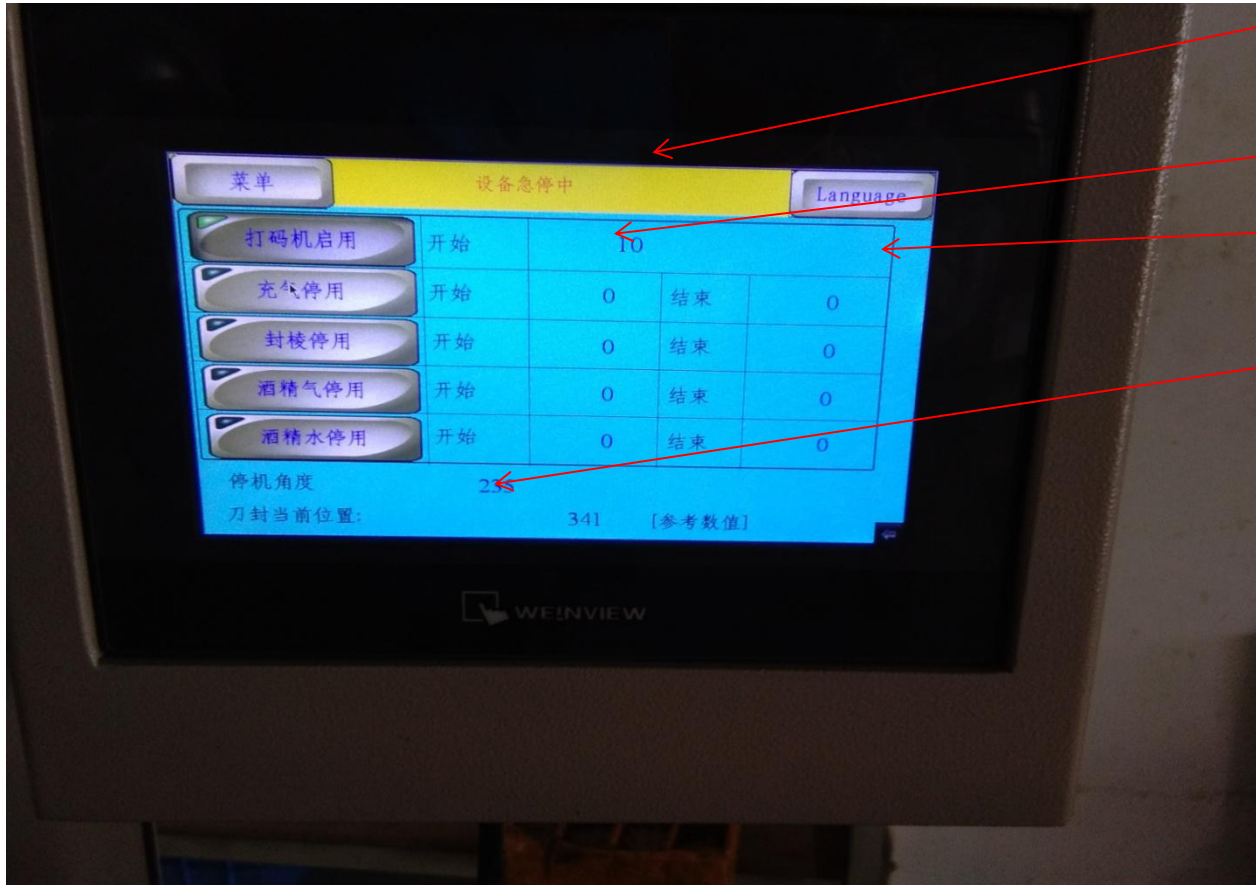 菜单 设备急停中 Language
打码机启用 开始 10
充气停用 开始 0 结束 0
封棱停用 开始 0 结束 0
酒精气停用 开始 0 结束 0
酒精水停用 开始 0 结束 0
停机角度 235
刀封当前位置: 341 [参考数值]
WEINVIEW